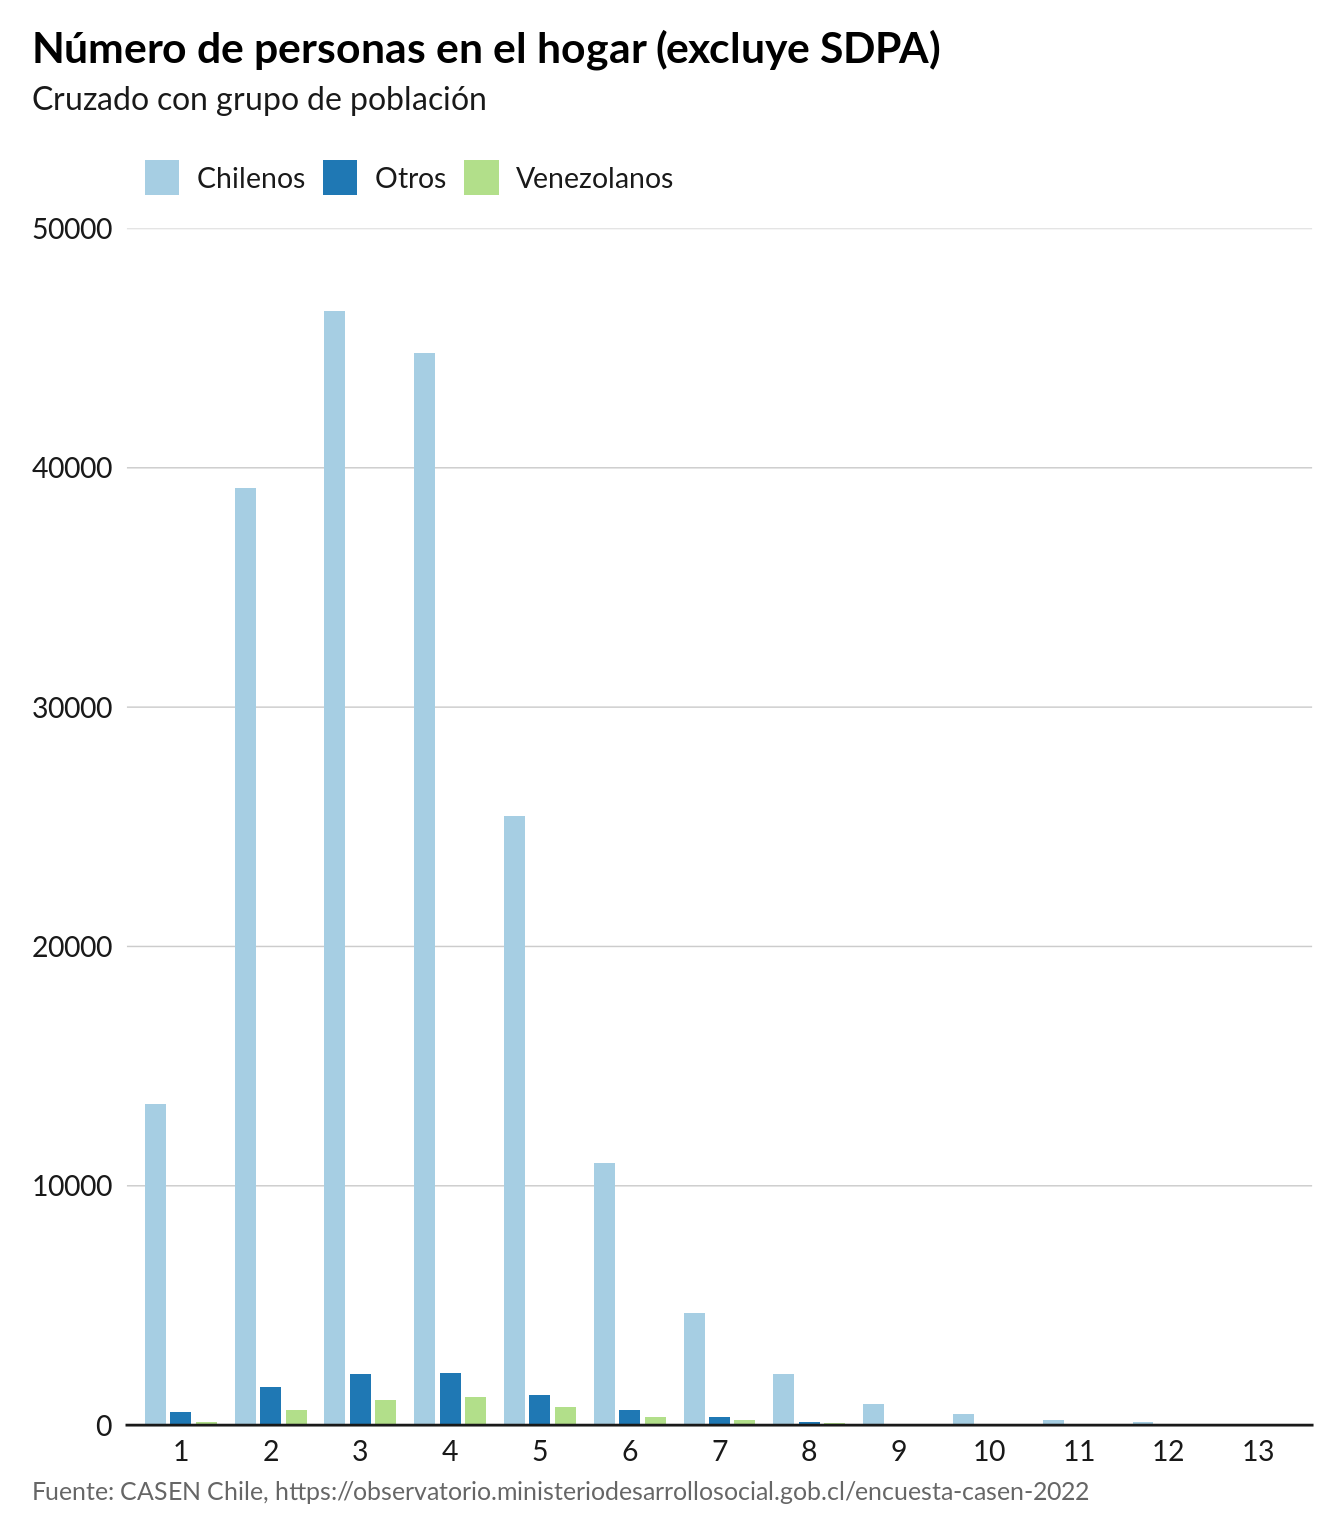 Número de personas en el hogar (excluye SDPA)
Cruzado con grupo de población
Chilenos Otros Venezolanos
50000
40000
30000
20000
10000
0
1 2 3 4 5 6 7 8 9 10 11 12 13
Fuente: CASEN Chile, https://observatorio.ministeriodesarrollosocial.gob.cl/encuesta-casen-2022